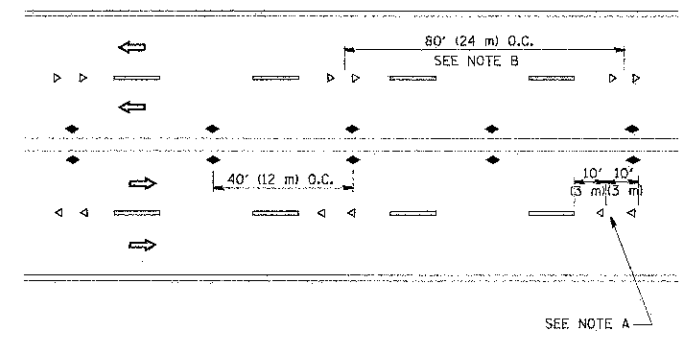 80' (24 m) O.C.
SEE NOTE B
40' (12 m) O.C.
10' 10'
(3 m) (3 m)
SEE NOTE A